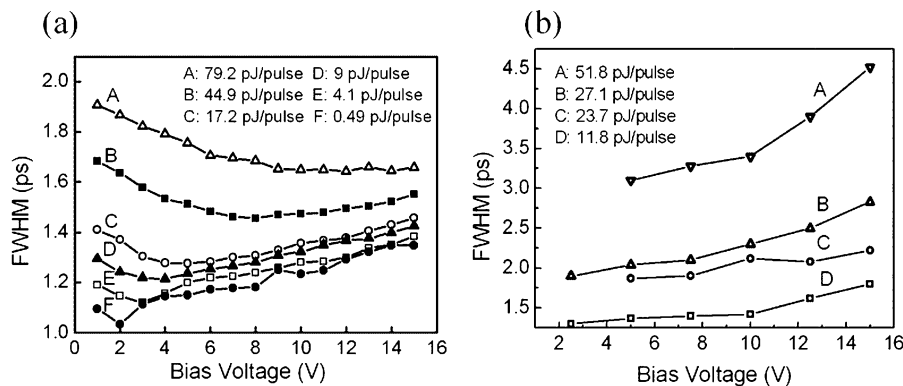 (a)
A: 79.2 pJ/pulse D: 9 pJ/pulse
B: 44.9 pJ/pulse E: 4.1 pJ/pulse
C: 17.2 pJ/pulse F: 0.49 pJ/pulse
A
B
C
D
E
F
2.0
1.8
1.6
1.4
1.2
1.0
FWHM (ps)
0 2 4 6 8 10 12 14 16
Bias Voltage (V)
(b)
A: 51.8 pJ/pulse
B: 27.1 pJ/pulse
C: 23.7 pJ/pulse
D: 11.8 pJ/pulse
A
B
C
D
4.5
4.0
3.5
3.0
2.5
2.0
1.5
FWHM (ps)
2 4 6 8 10 12 14 16
Bias Voltage (V)